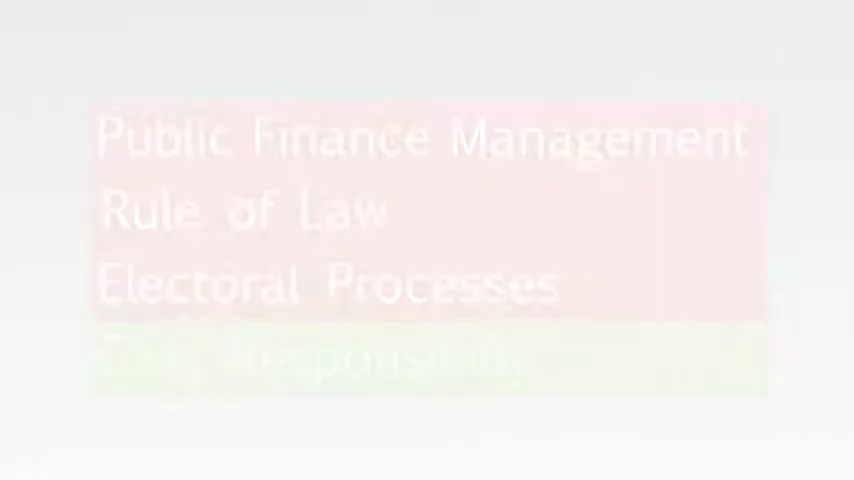 Public Finance Management
Rule of Law
Electoral Processes